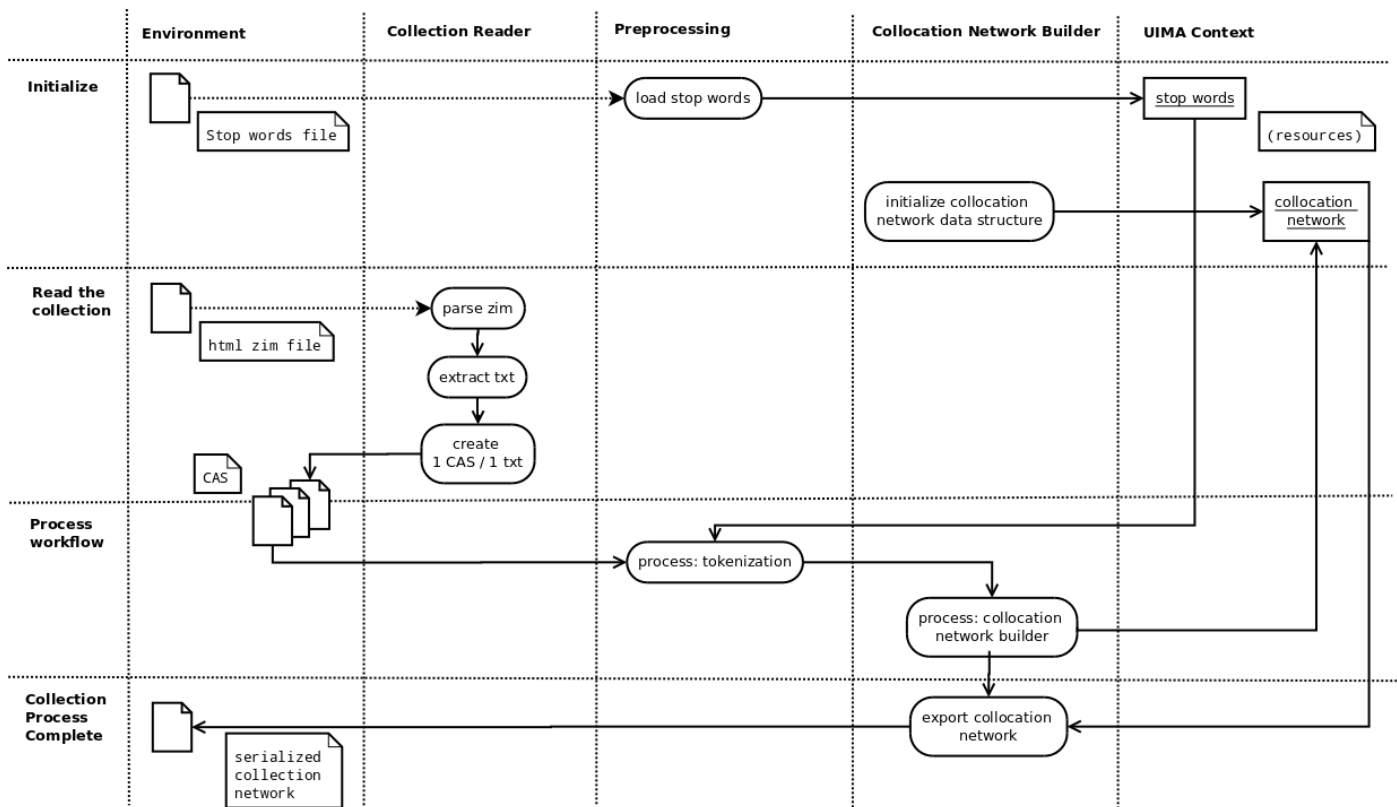 Environment
Collection Reader
Preprocessing
Collocation Network Builder
UIMA Context
Initialize
load stop words
stop words
Stop words file
(resources)
initialize collocation
network data structure
collocation
network
Read the
collection
parse zim
html zim file
extract txt
create
1 CAS / 1 txt
CAS
Process
workflow
process: tokenization
process: collocation
network builder
Collection
Process
Complete
export collocation
network
serialized
collection
network